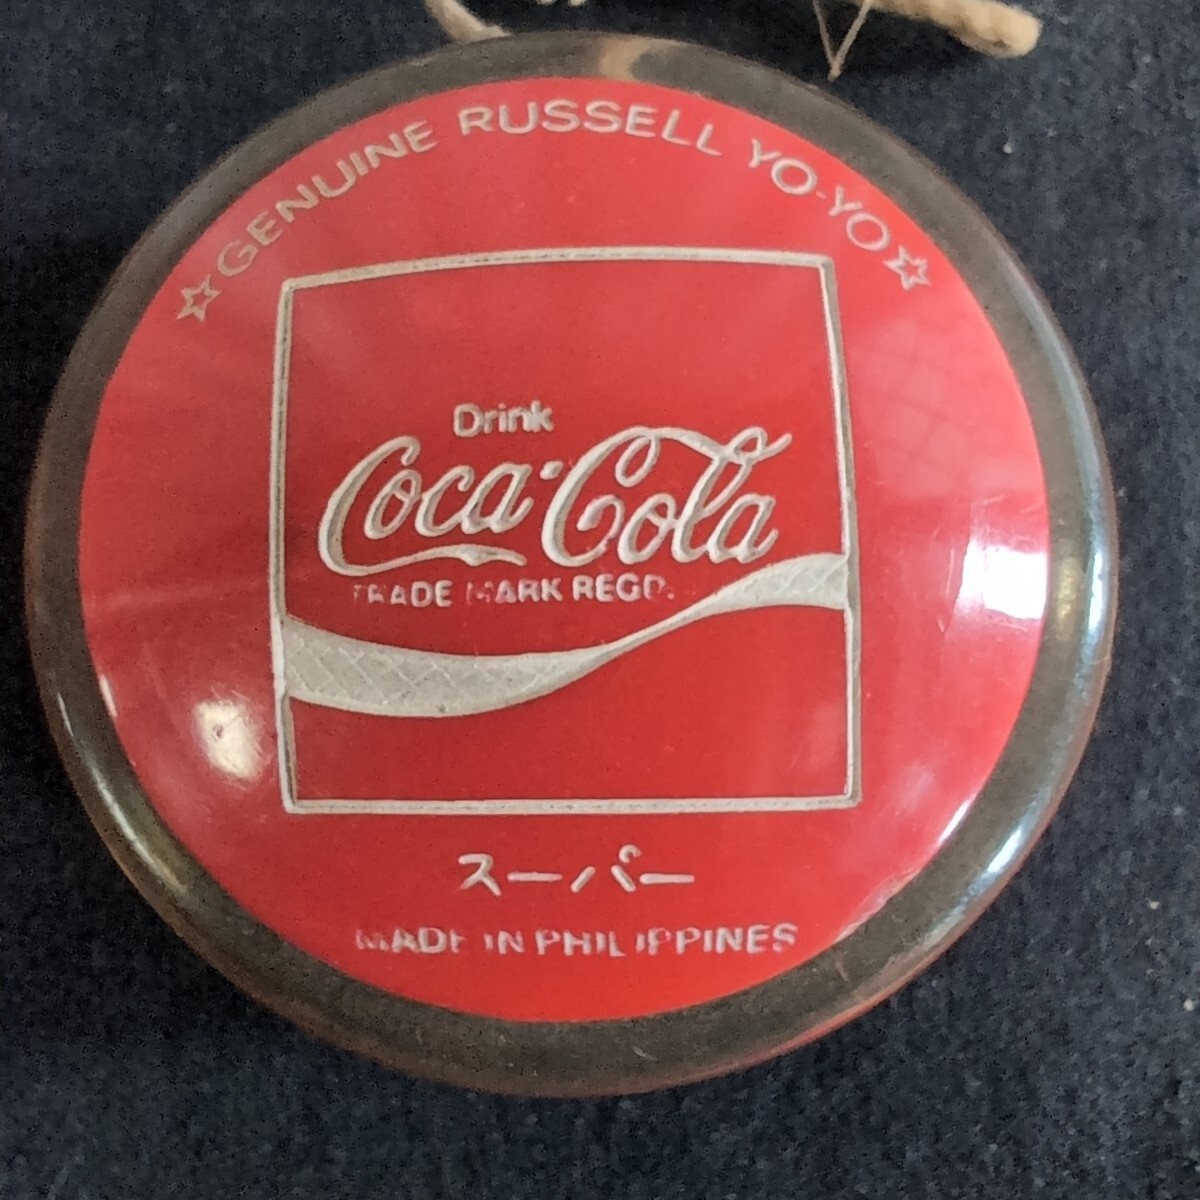 ☆GENUINE RUSSELL YO-YO☆
Drink
Coca-Cola
TRADE MARK REGD.
スーパー
MADE IN PHILIPPINES